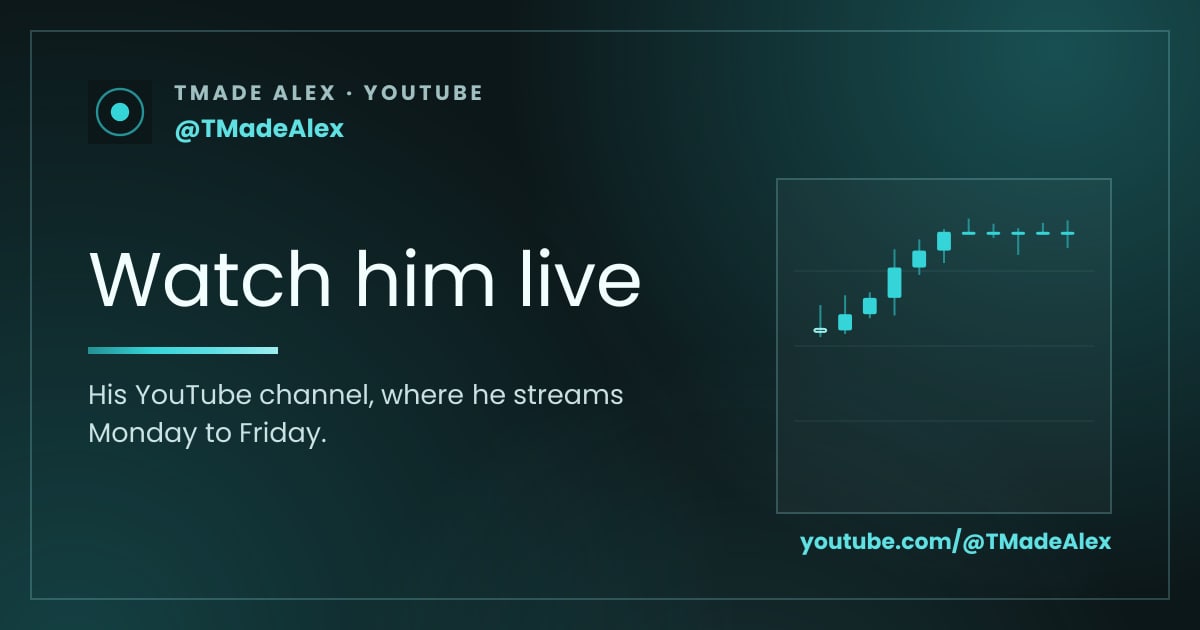 TMADE ALEX · YOUTUBE
@TMadeAlex
Watch him live
His YouTube channel, where he streams
Monday to Friday.
youtube.com/@TMadeAlex